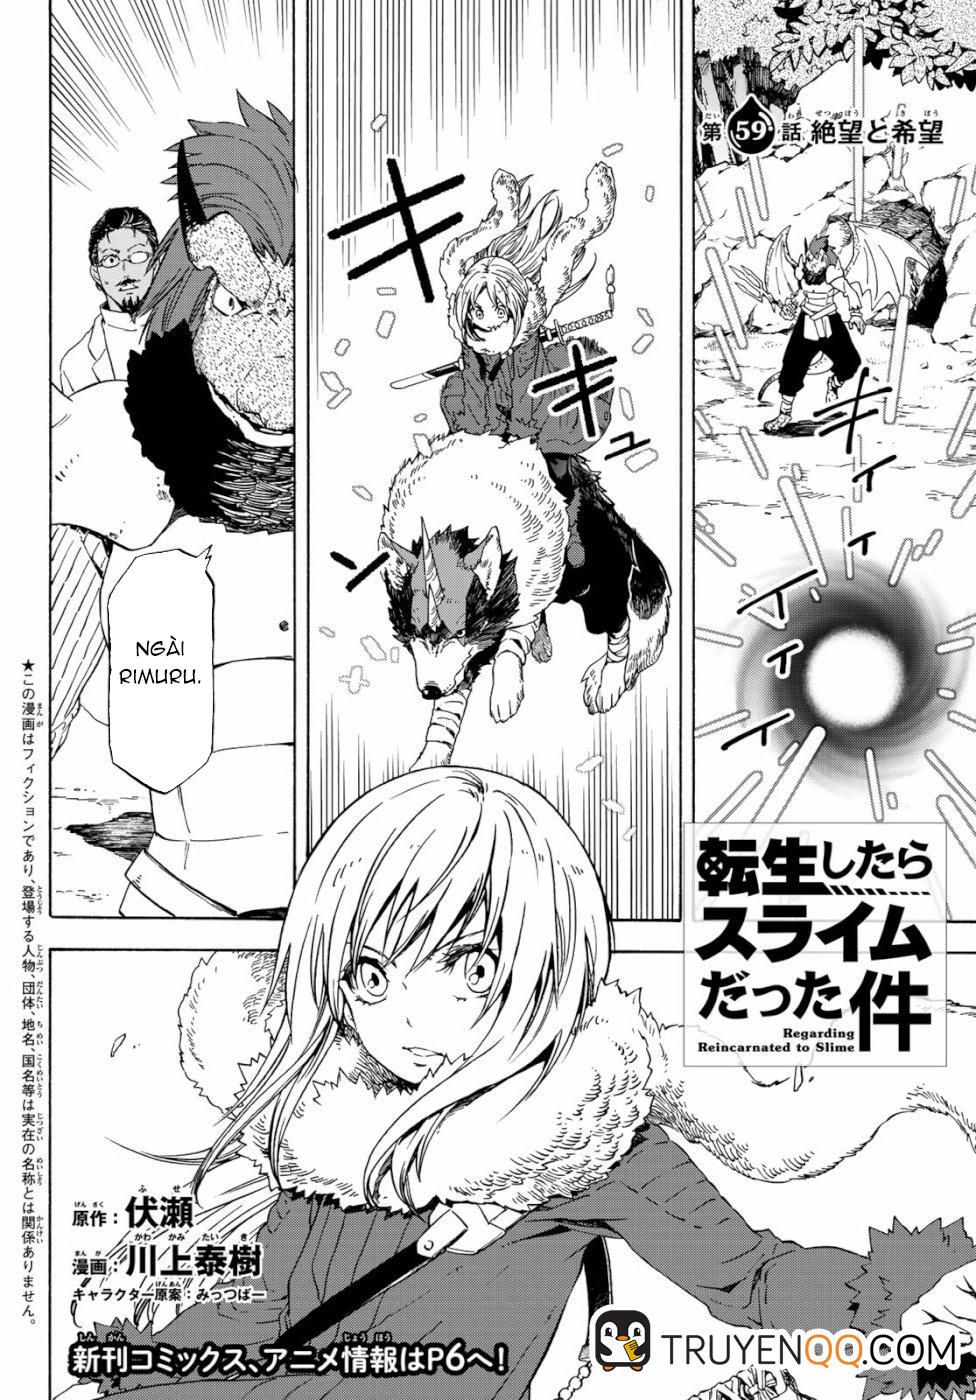 第59話 絶望と希望
キィィィィ
キィキュン
NGÀI
RIMURU.
転生したら
スライム
だった件
Regarding
Reincarnated to Slime
原作：伏瀬
漫画：川上泰樹
キャラクター原案：みっつばー
新刊コミックス、アニメ情報はP6へ！
★この漫画はフィクションであり、登場する人物、団体、地名、国名等は実在の名称とは関係ありません。
TRUYENQQ.COM